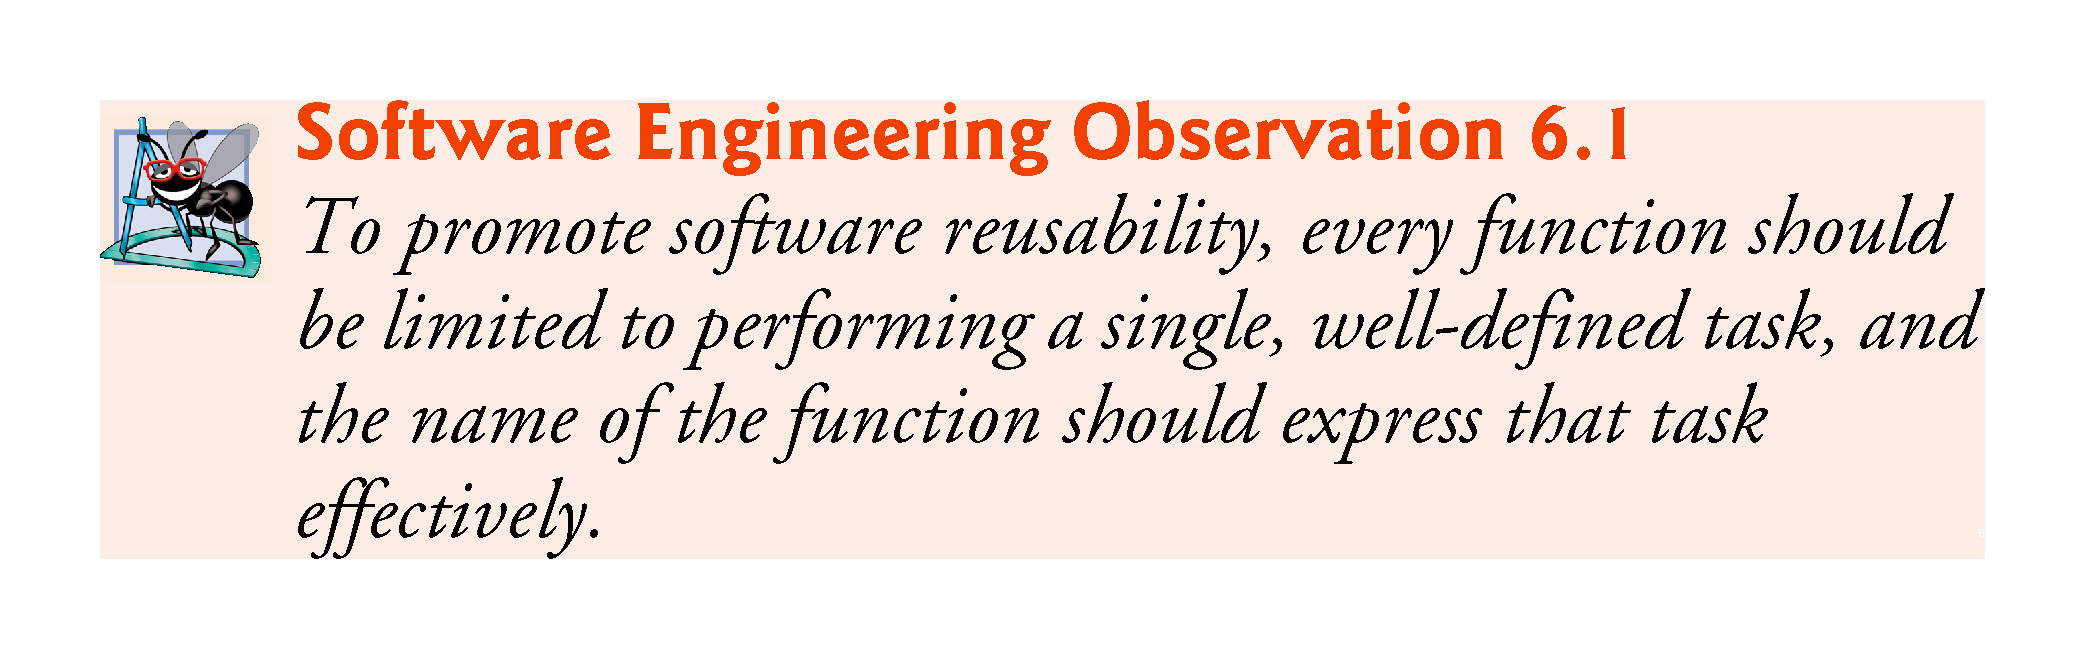 Software Engineering Observation 6.1
To promote software reusability, every function should
be limited to performing a single, well-defined task, and
the name of the function should express that task
effectively.